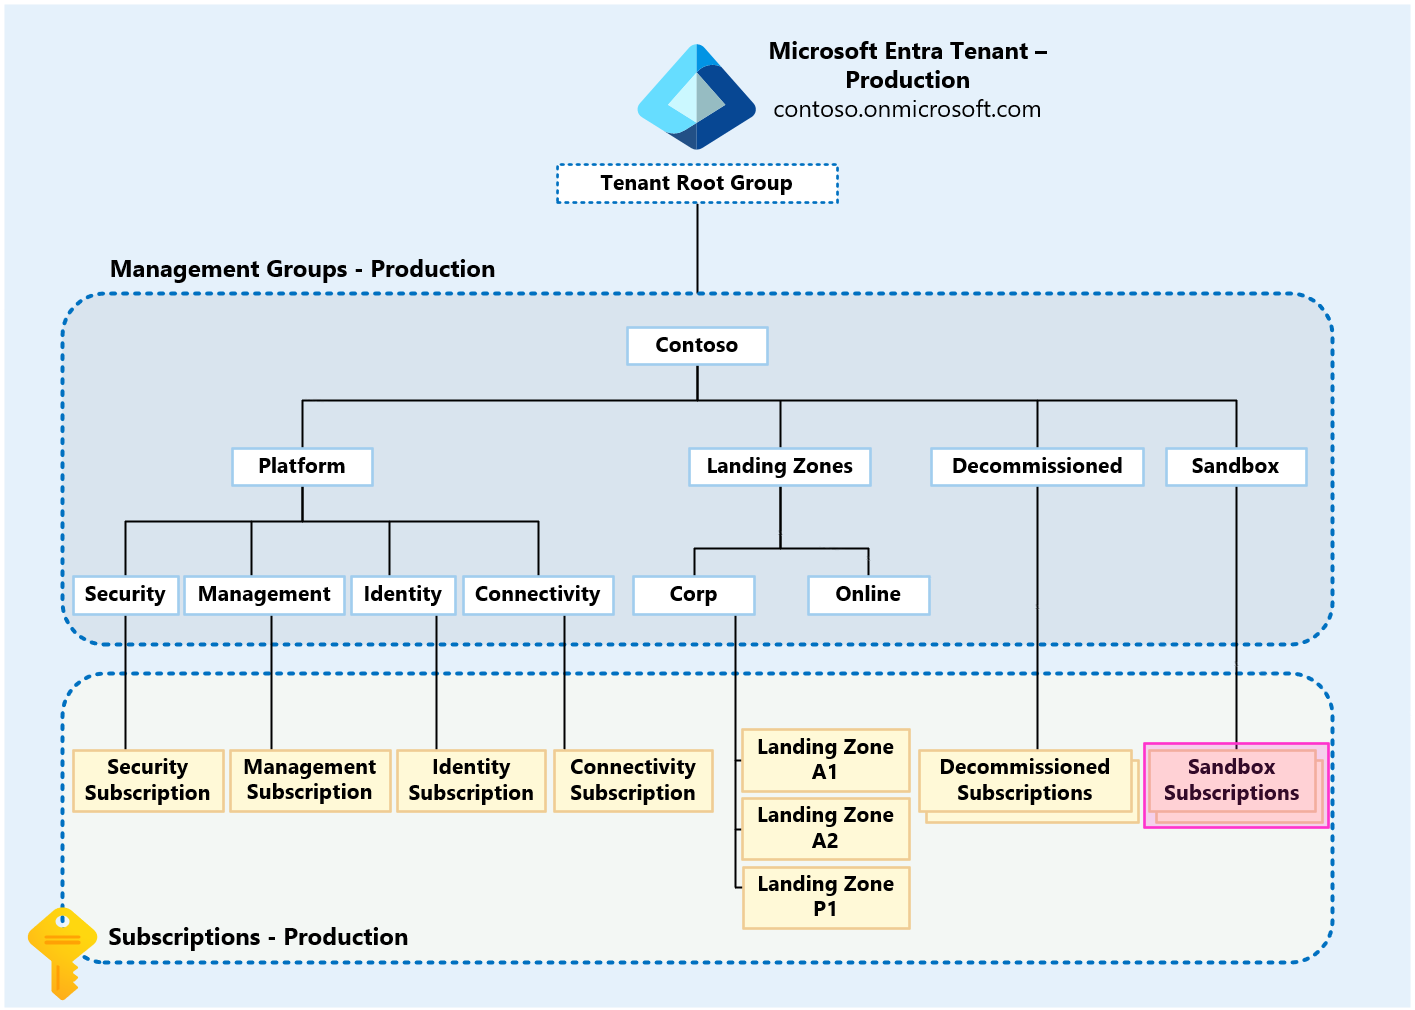 Microsoft Entra Tenant –
Production
contoso.onmicrosoft.com
Tenant Root Group
Management Groups - Production
Contoso
Platform
Landing Zones
Decommissioned
Sandbox
Security
Management
Identity
Connectivity
Corp
Online
Security
Subscription
Management
Subscription
Identity
Subscription
Connectivity
Subscription
Landing Zone
A1
Landing Zone
A2
Landing Zone
P1
Decommissioned
Subscriptions
Sandbox
Subscriptions
Subscriptions - Production